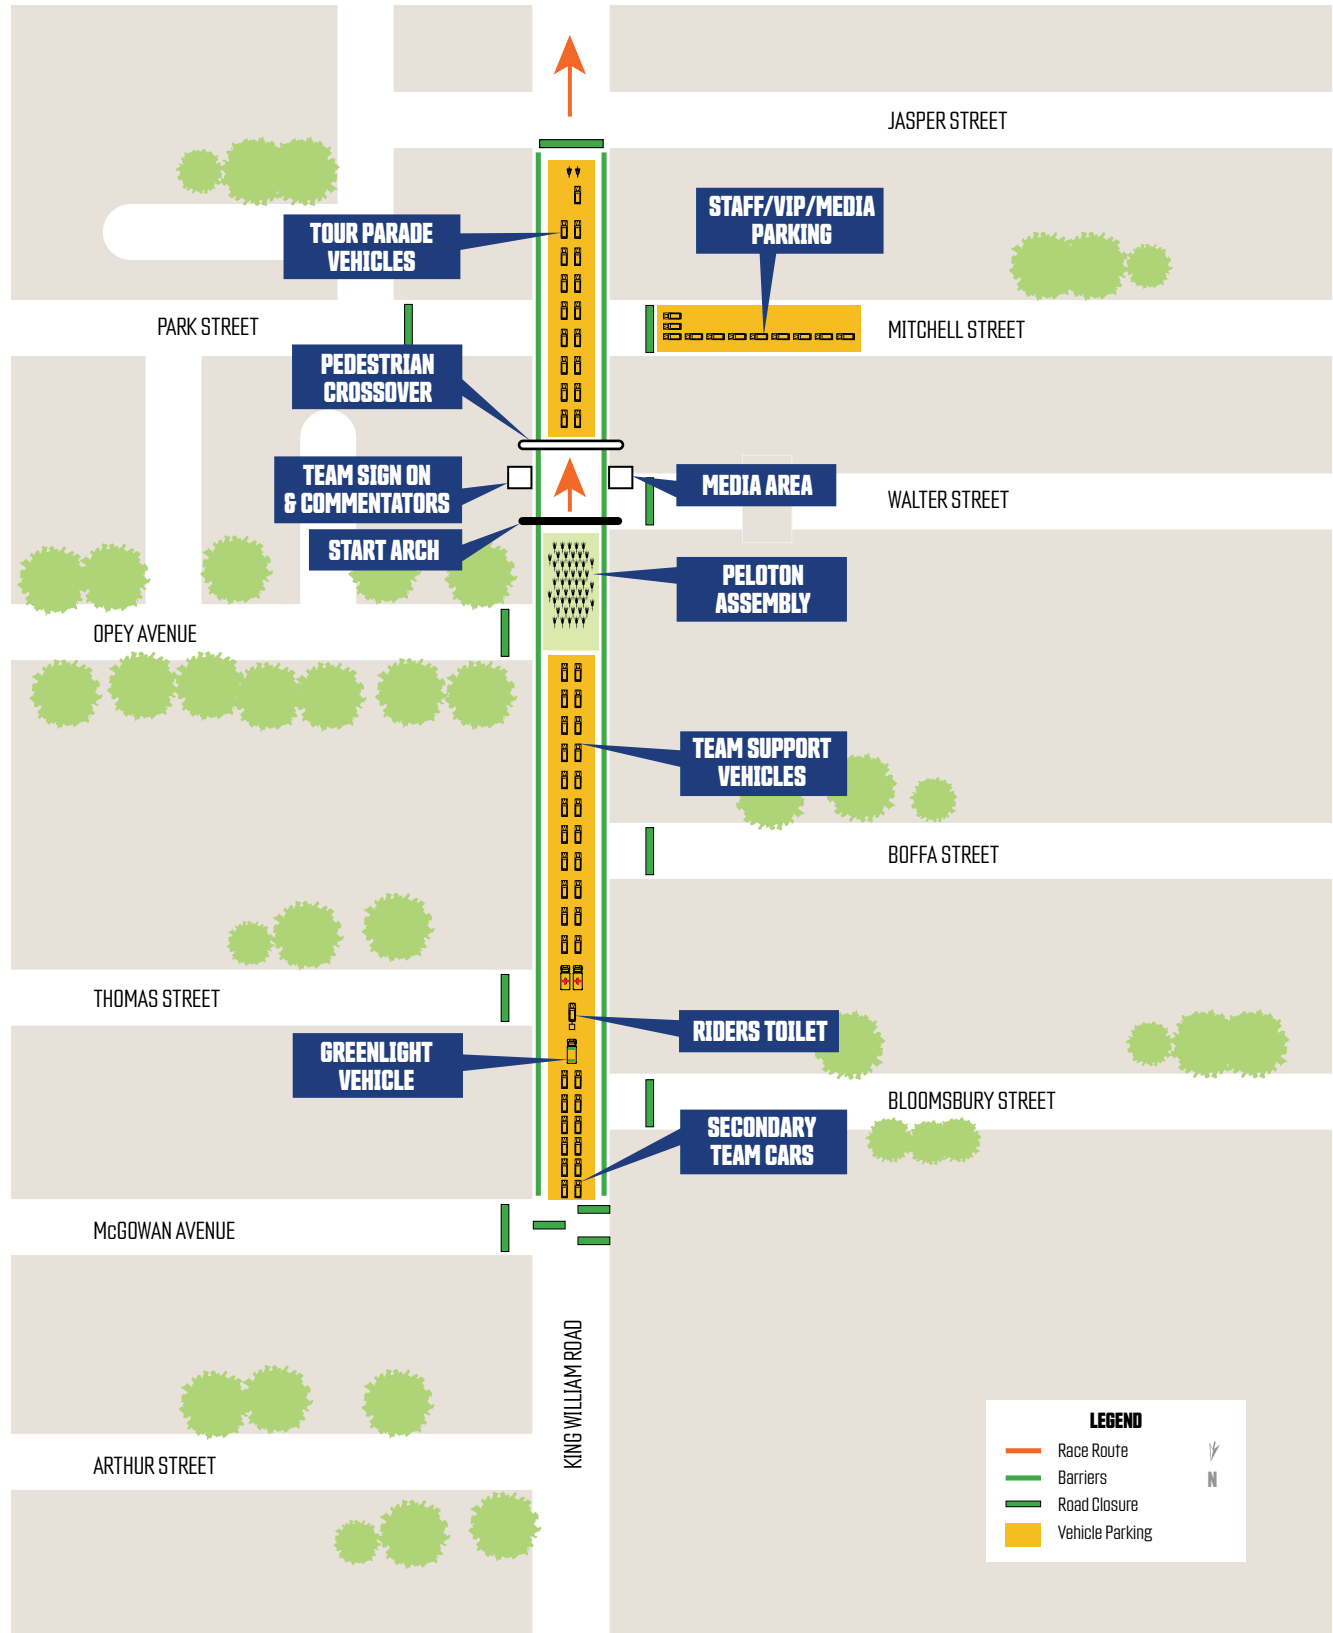 JASPER STREET
STAFF/VIP/MEDIA
PARKING
TOUR PARADE
VEHICLES
PARK STREET
MITCHELL STREET
PEDESTRIAN
CROSSOVER
TEAM SIGN ON
& COMMENTATORS
MEDIA AREA
WALTER STREET
START ARCH
PELOTON
ASSEMBLY
OPEY AVENUE
TEAM SUPPORT
VEHICLES
BOFFA STREET
THOMAS STREET
RIDERS TOILET
GREENLIGHT
VEHICLE
BLOOMSBURY STREET
SECONDARY
TEAM CARS
McGOWAN AVENUE
KING WILLIAM ROAD
ARTHUR STREET
LEGEND
Race Route
Barriers
N
Road Closure
Vehicle Parking